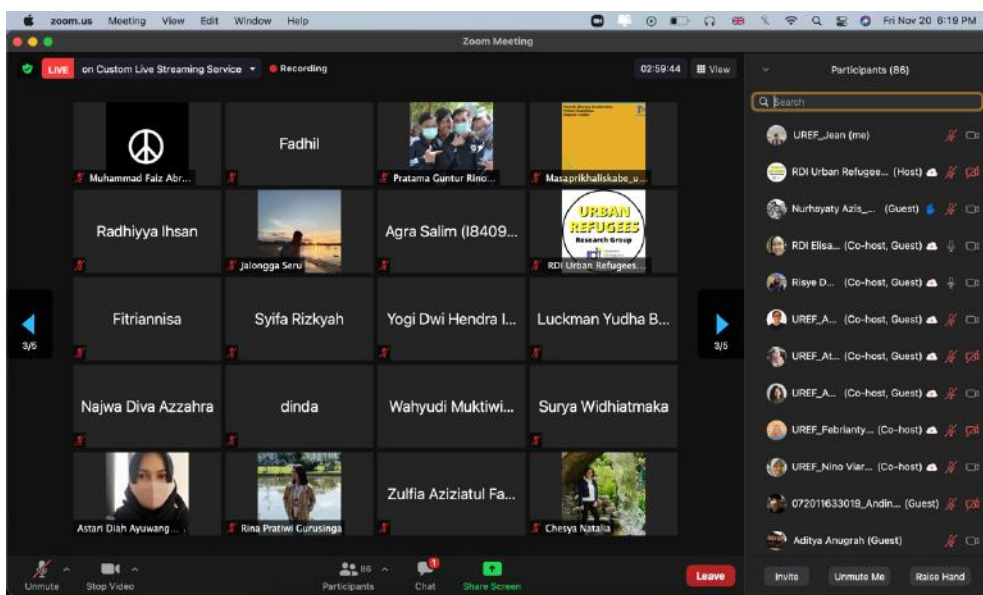 zoom.us Meeting View Edit Window Help
Fri Nov 20 6:19 PM
Zoom Meeting
LIVE on Custom Live Streaming Service
Recording
02:59:44
View
Participants (86)
Search
Muhammad Faiz Abr...
Fadhil
Pratama Guntur Rino...
Masaprikhaliskabe_u...
Radhiyya Ihsan
Jalongga Seru
Agra Salim (I8409...
URBAN
REFUGEES
Research Group
RDI Urban Refugees...
Fitriannisa
Syifa Rizkyah
Yogi Dwi Hendra I...
Luckman Yudha B...
3/5
3/5
Najwa Diva Azzahra
dinda
Wahyudi Muktiwi...
Surya Widhiatmaka
Astari Diah Ayuwang...
Rina Pratiwi Gurusinga
Zulfia Aziziatul Fa...
Chesya Natalia
UREF_Jean (me)
RDI Urban Refugee... (Host)
Nurhayaty Azis_... (Guest)
RDI Elisa... (Co-host, Guest)
Risye D... (Co-host, Guest)
UREF_A... (Co-host, Guest)
UREF_At... (Co-host, Guest)
UREF_A... (Co-host, Guest)
UREF_Febrianty... (Co-host)
UREF_Nino Viar... (Co-host)
072011633019_Andin... (Guest)
Aditya Anugrah (Guest)
Unmute
Stop Video
86
Participants
1
Chat
Share Screen
Leave
Invite
Unmute Me
Raise Hand